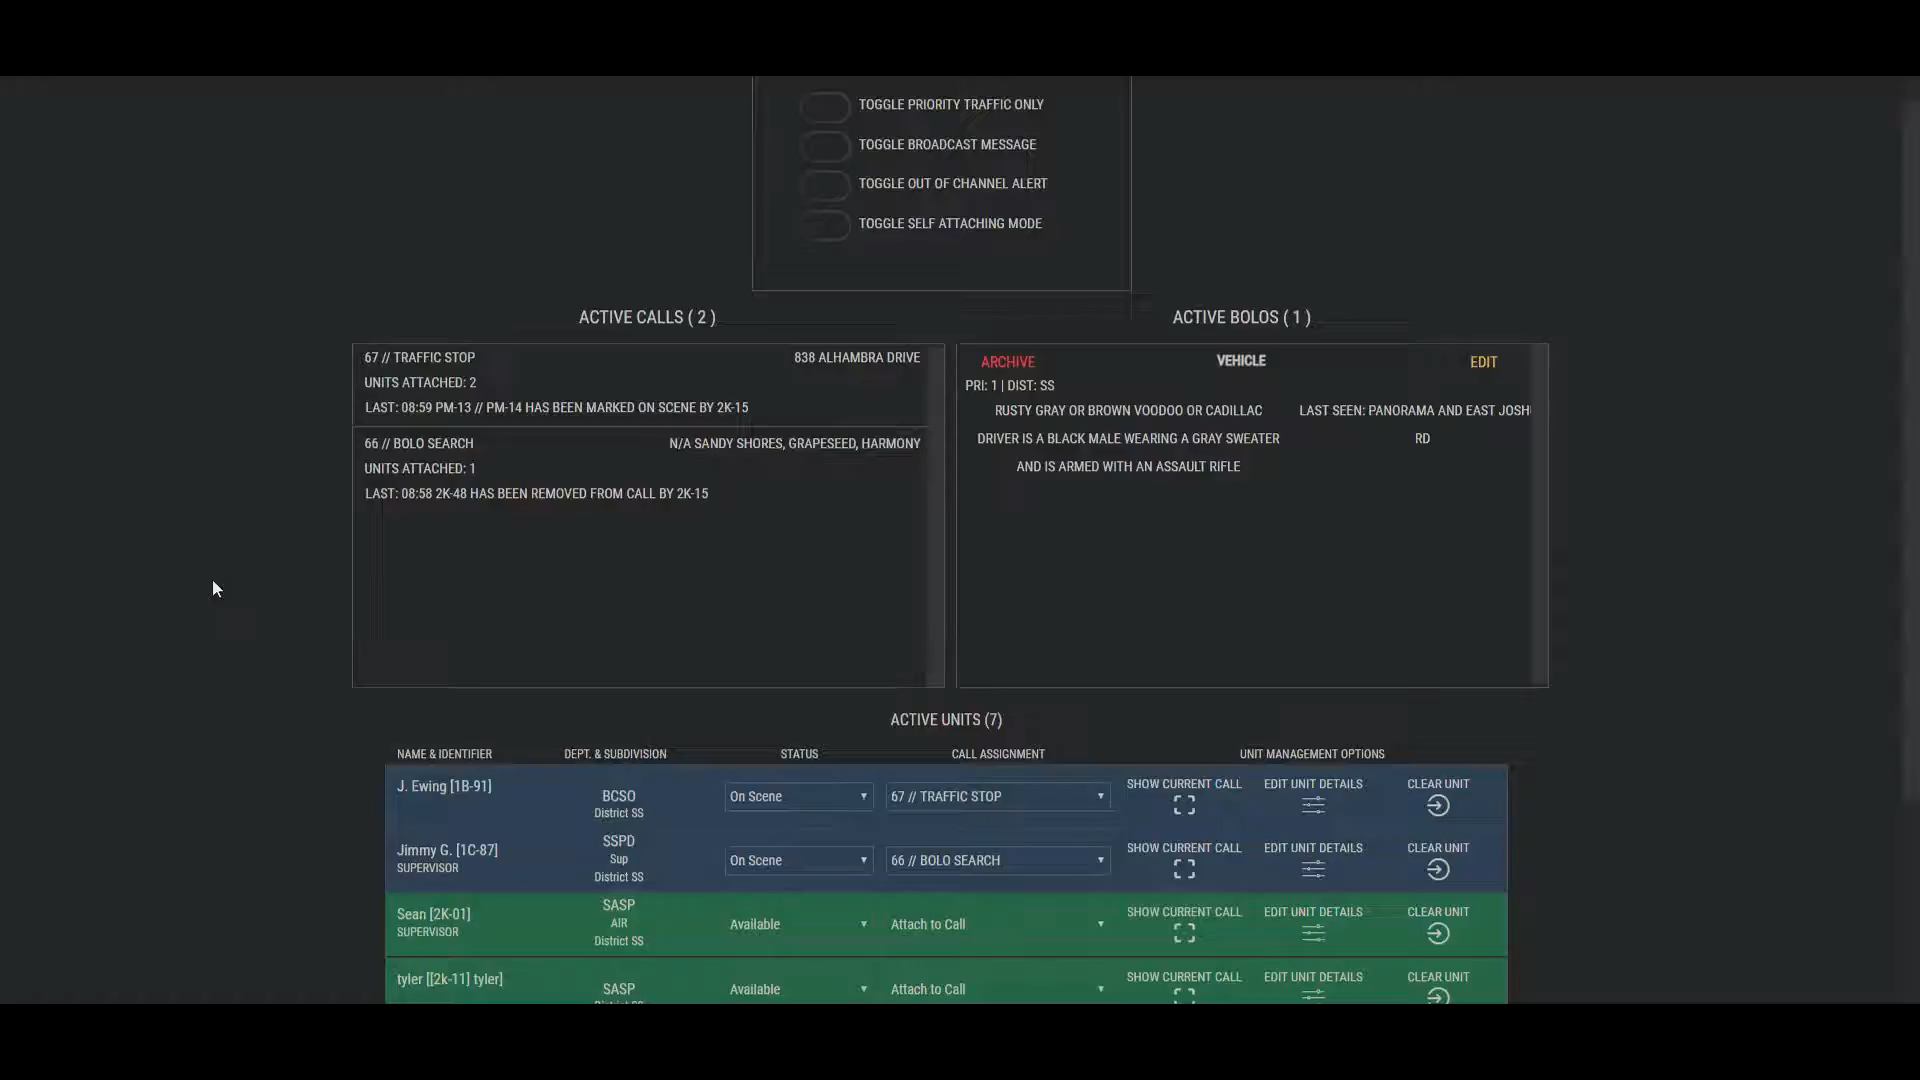 TOGGLE PRIORITY TRAFFIC ONLY
TOGGLE BROADCAST MESSAGE
TOGGLE OUT OF CHANNEL ALERT
TOGGLE SELF ATTACHING MODE
ACTIVE CALLS ( 2 )
67 // TRAFFIC STOP 838 ALHAMBRA DRIVE
UNITS ATTACHED: 2
LAST: 08:59 PM-13 // PM-14 HAS BEEN MARKED ON SCENE BY 2K-15
66 // BOLO SEARCH N/A SANDY SHORES, GRAPESEED, HARMONY
UNITS ATTACHED: 1
LAST: 08:58 2K-48 HAS BEEN REMOVED FROM CALL BY 2K-15
ACTIVE BOLOS ( 1 )
ARCHIVE VEHICLE EDIT
PRI: 1 | DIST: SS
RUSTY GRAY OR BROWN VOODOO OR CADILLAC LAST SEEN: PANORAMA AND EAST JOSH
DRIVER IS A BLACK MALE WEARING A GRAY SWEATER RD
AND IS ARMED WITH AN ASSAULT RIFLE
ACTIVE UNITS (7)
NAME & IDENTIFIER DEPT. & SUBDIVISION STATUS CALL ASSIGNMENT UNIT MANAGEMENT OPTIONS
J. Ewing [1B-91] BCSO On Scene 67 // TRAFFIC STOP SHOW CURRENT CALL EDIT UNIT DETAILS CLEAR UNIT
District SS
Jimmy G. [1C-87] SSPD On Scene 66 // BOLO SEARCH SHOW CURRENT CALL EDIT UNIT DETAILS CLEAR UNIT
SUPERVISOR Sup
District SS
Sean [2K-01] SASP Available Attach to Call SHOW CURRENT CALL EDIT UNIT DETAILS CLEAR UNIT
SUPERVISOR AIR
District SS
tyler [[2k-11] tyler] SASP Available Attach to Call SHOW CURRENT CALL EDIT UNIT DETAILS CLEAR UNIT